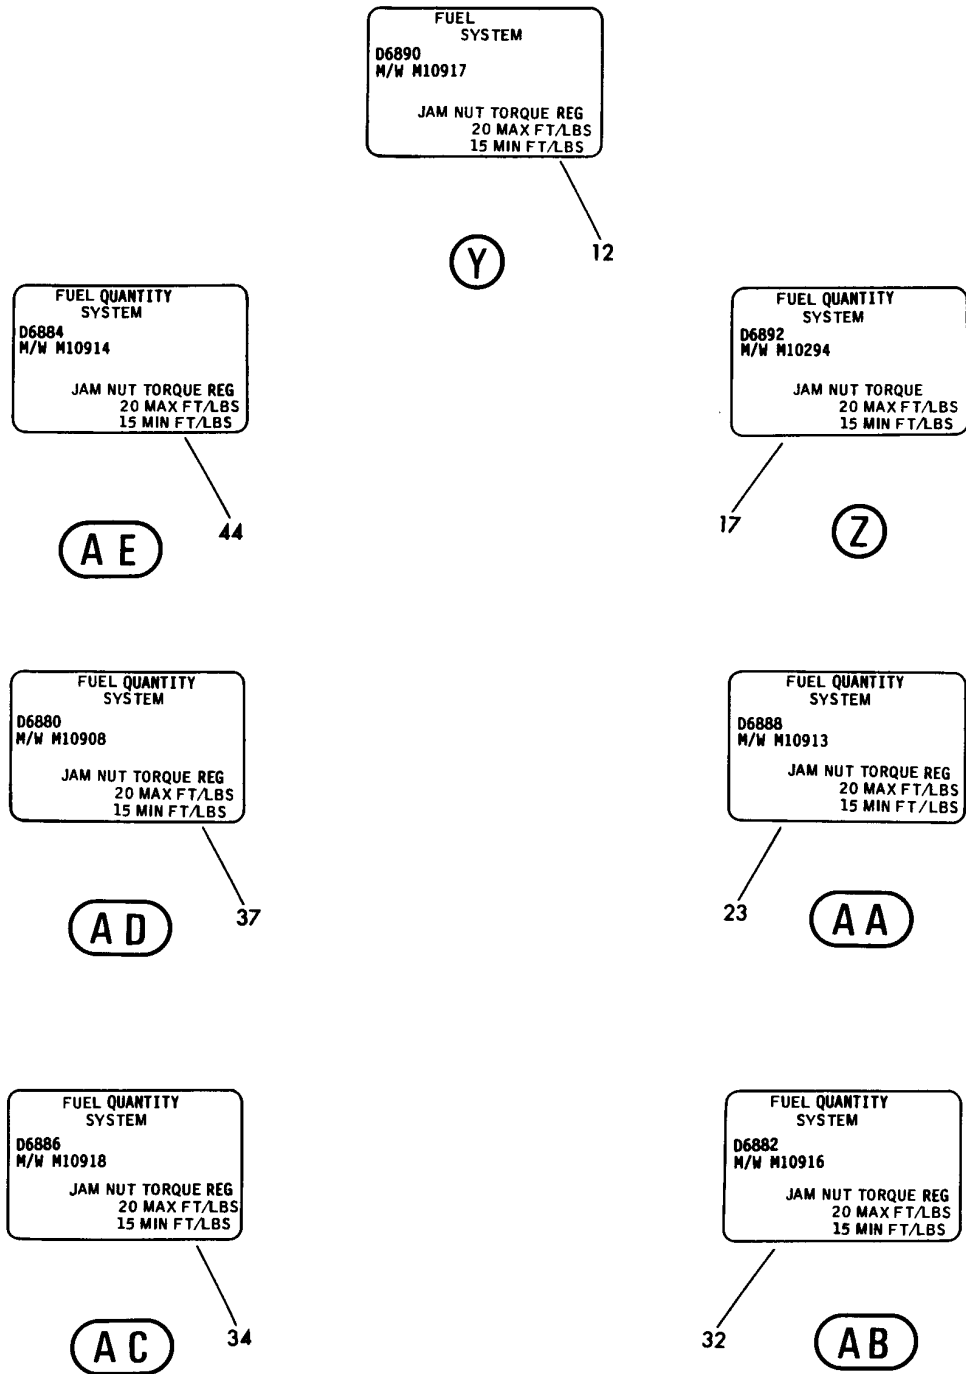 FUEL
SYSTEM
D6890
M/W M10917
JAM NUT TORQUE REG
20 MAX FT/LBS
15 MIN FT/LBS
12
Y
FUEL QUANTITY
SYSTEM
D6884
M/W M10914
JAM NUT TORQUE REG
20 MAX FT/LBS
15 MIN FT/LBS
44
AE
FUEL QUANTITY
SYSTEM
D6892
M/W M10294
JAM NUT TORQUE
20 MAX FT/LBS
15 MIN FT/LBS
17
Z
FUEL QUANTITY
SYSTEM
D6880
M/W M10908
JAM NUT TORQUE REG
20 MAX FT/LBS
15 MIN FT/LBS
37
AD
FUEL QUANTITY
SYSTEM
D6888
M/W M10913
JAM NUT TORQUE REG
20 MAX FT/LBS
15 MIN FT/LBS
23
AA
FUEL QUANTITY
SYSTEM
D6886
M/W M10918
JAM NUT TORQUE REG
20 MAX FT/LBS
15 MIN FT/LBS
34
AC
FUEL QUANTITY
SYSTEM
D6882
M/W M10916
JAM NUT TORQUE REG
20 MAX FT/LBS
15 MIN FT/LBS
32
AB